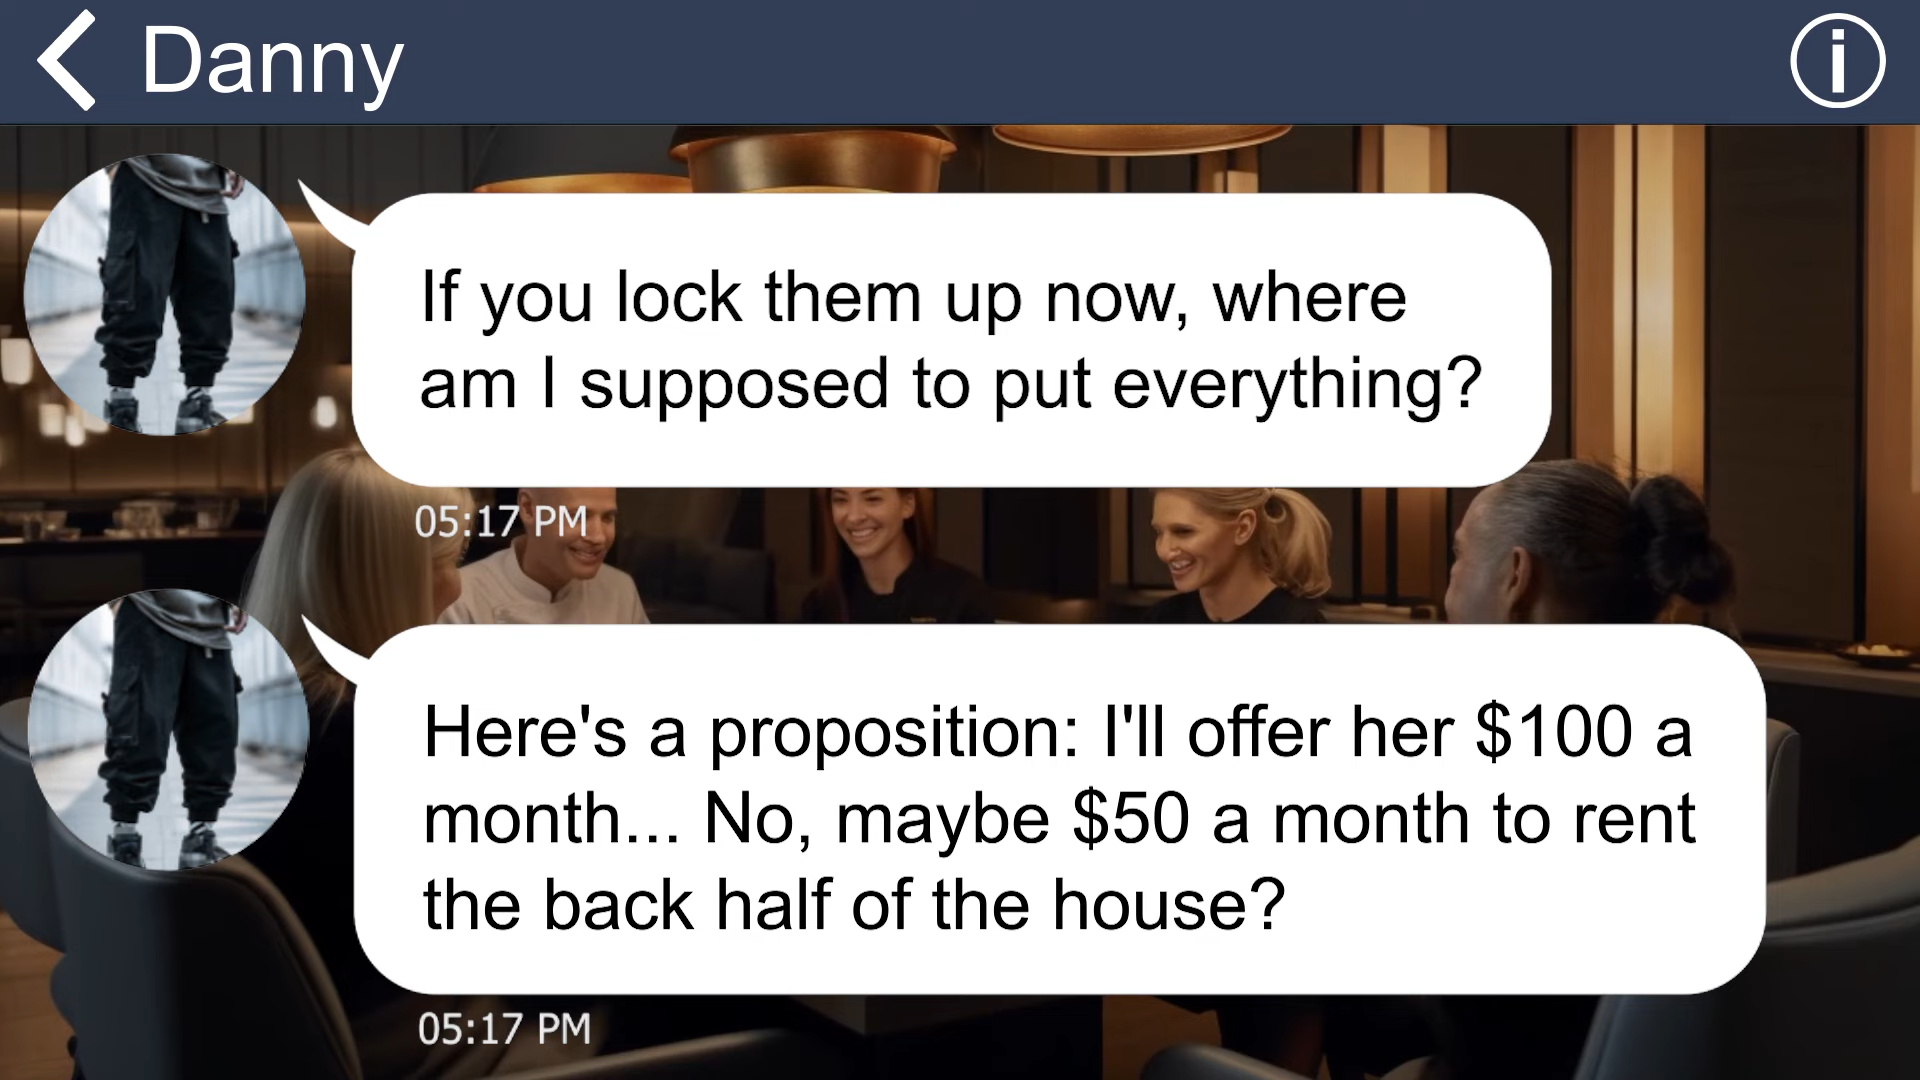 Danny
If you lock them up now, where
am I supposed to put everything?
05:17 PM
Here's a proposition: I'll offer her $100 a
month... No, maybe $50 a month to rent
the back half of the house?
05:17 PM